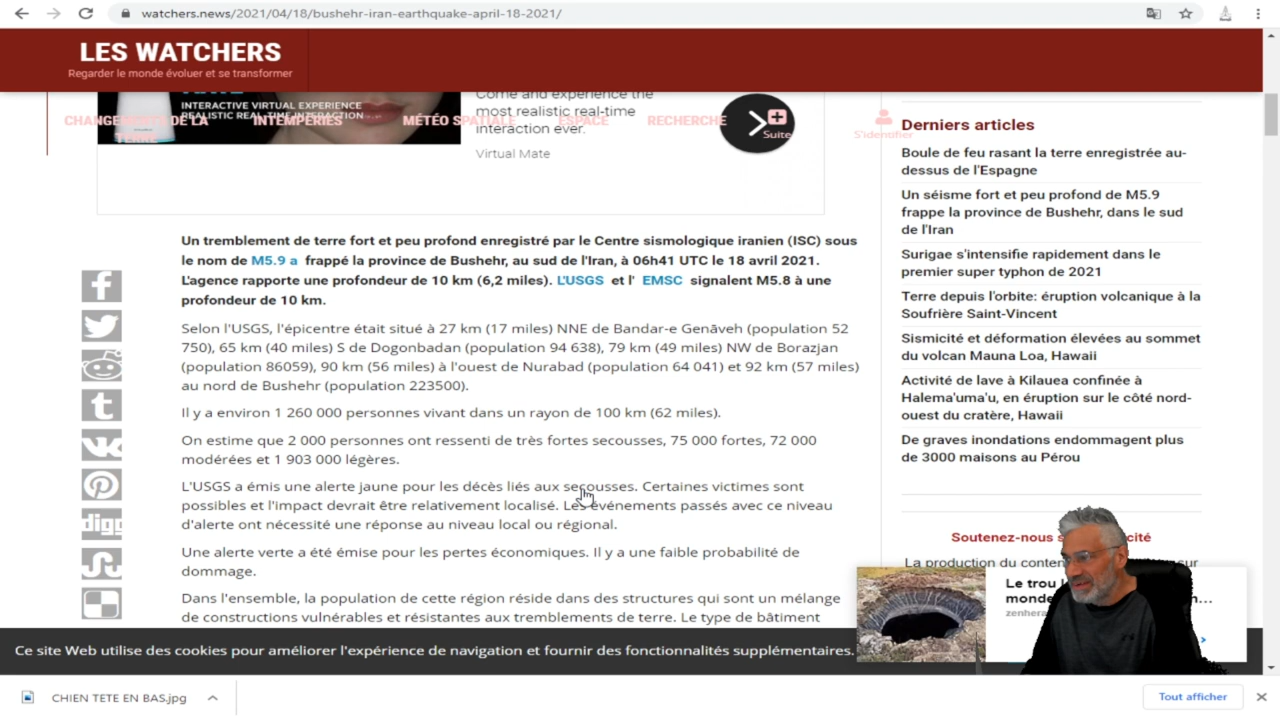 watchers.news/2021/04/18/bushehr-iran-earthquake-april-18-2021/
LES WATCHERS
Regarder le monde évoluer et se transformer
INTERACTIVE VIRTUAL EXPERIENCE
REALISTIC REAL-TIME INTERACTION...
Come and experience the
most realistic real-time
interaction ever.
Virtual Mate
CHANGEMENTS DE LA
TERRE
INTEMPÉRIES
MÉTÉO SPATIALE
ESPACE
RECHERCHE
Suite
S'identifier
Un tremblement de terre fort et peu profond enregistré par le Centre sismologique iranien (ISC) sous
le nom de M5.9 a frappé la province de Bushehr, au sud de l'Iran, à 06h41 UTC le 18 avril 2021.
L'agence rapporte une profondeur de 10 km (6,2 miles). L'USGS et l' EMSC signalent M5.8 à une
profondeur de 10 km.
Selon l'USGS, l'épicentre était situé à 27 km (17 miles) NNE de Bandar-e Genāveh (population 52
750), 65 km (40 miles) S de Dogonbadan (population 94 638), 79 km (49 miles) NW de Borazjan
(population 86059), 90 km (56 miles) à l'ouest de Nurabad (population 64 041) et 92 km (57 miles)
au nord de Bushehr (population 223500).
Il y a environ 1 260 000 personnes vivant dans un rayon de 100 km (62 miles).
On estime que 2 000 personnes ont ressenti de très fortes secousses, 75 000 fortes, 72 000
modérées et 1 903 000 légères.
L'USGS a émis une alerte jaune pour les décès liés aux secousses. Certaines victimes sont
possibles et l'impact devrait être relativement localisé. Les événements passés avec ce niveau
d'alerte ont nécessité une réponse au niveau local ou régional.
Une alerte verte a été émise pour les pertes économiques. Il y a une faible probabilité de
dommage.
Dans l'ensemble, la population de cette région réside dans des structures qui sont un mélange
de constructions vulnérables et résistantes aux tremblements de terre. Le type de bâtiment
Derniers articles
Boule de feu rasant la terre enregistrée au-
dessus de l'Espagne
Un séisme fort et peu profond de M5.9
frappe la province de Bushehr, dans le sud
de l'Iran
Surigae s'intensifie rapidement dans le
premier super typhon de 2021
Terre depuis l'orbite: éruption volcanique à la
Soufrière Saint-Vincent
Sismicité et déformation élevées au sommet
du volcan Mauna Loa, Hawaii
Activité de lave à Kilauea confinée à
Halema'uma'u, en éruption sur le côté nord-
ouest du cratère, Hawaii
De graves inondations endommagent plus
de 3000 maisons au Pérou
Soutenez-nous
La production du
sur
Le trou
monde
zenhera
digg
Ce site Web utilise des cookies pour améliorer l'expérience de navigation et fournir des fonctionnalités supplémentaires.
CHIEN TETE EN BAS.jpg
Tout afficher